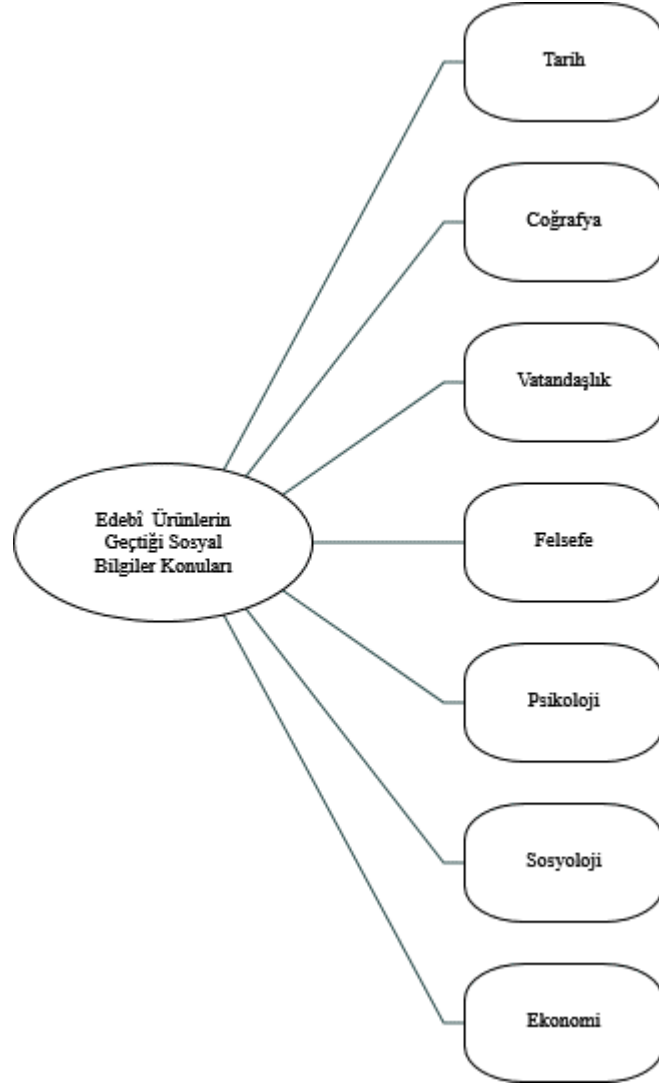 Tarih
Coğrafya
Vatandaşlık
Edebî Ürünlerin
Geçtiği Sosyal
Bilgiler Konuları
Felsefe
Psikoloji
Sosyoloji
Ekonomi